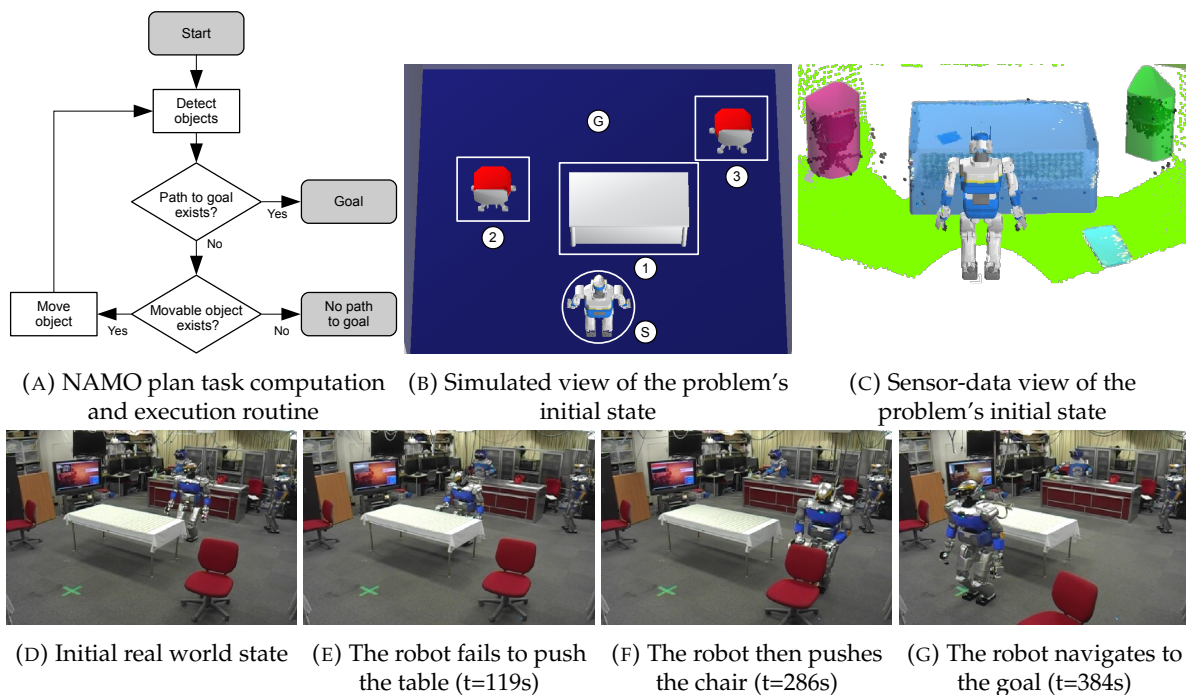 Start
Detect
objects
Path to goal
exists?
Yes
Goal
No
Move
object
Yes
Movable object
exists?
No
No path
to goal
G
3
2
1
S
(A) NAMO plan task computation
and execution routine
(B) Simulated view of the problem's
initial state
(C) Sensor-data view of the
problem's initial state
(D) Initial real world state
(E) The robot fails to push
the table (t=119s)
(F) The robot then pushes
the chair (t=286s)
(G) The robot navigates to
the goal (t=384s)